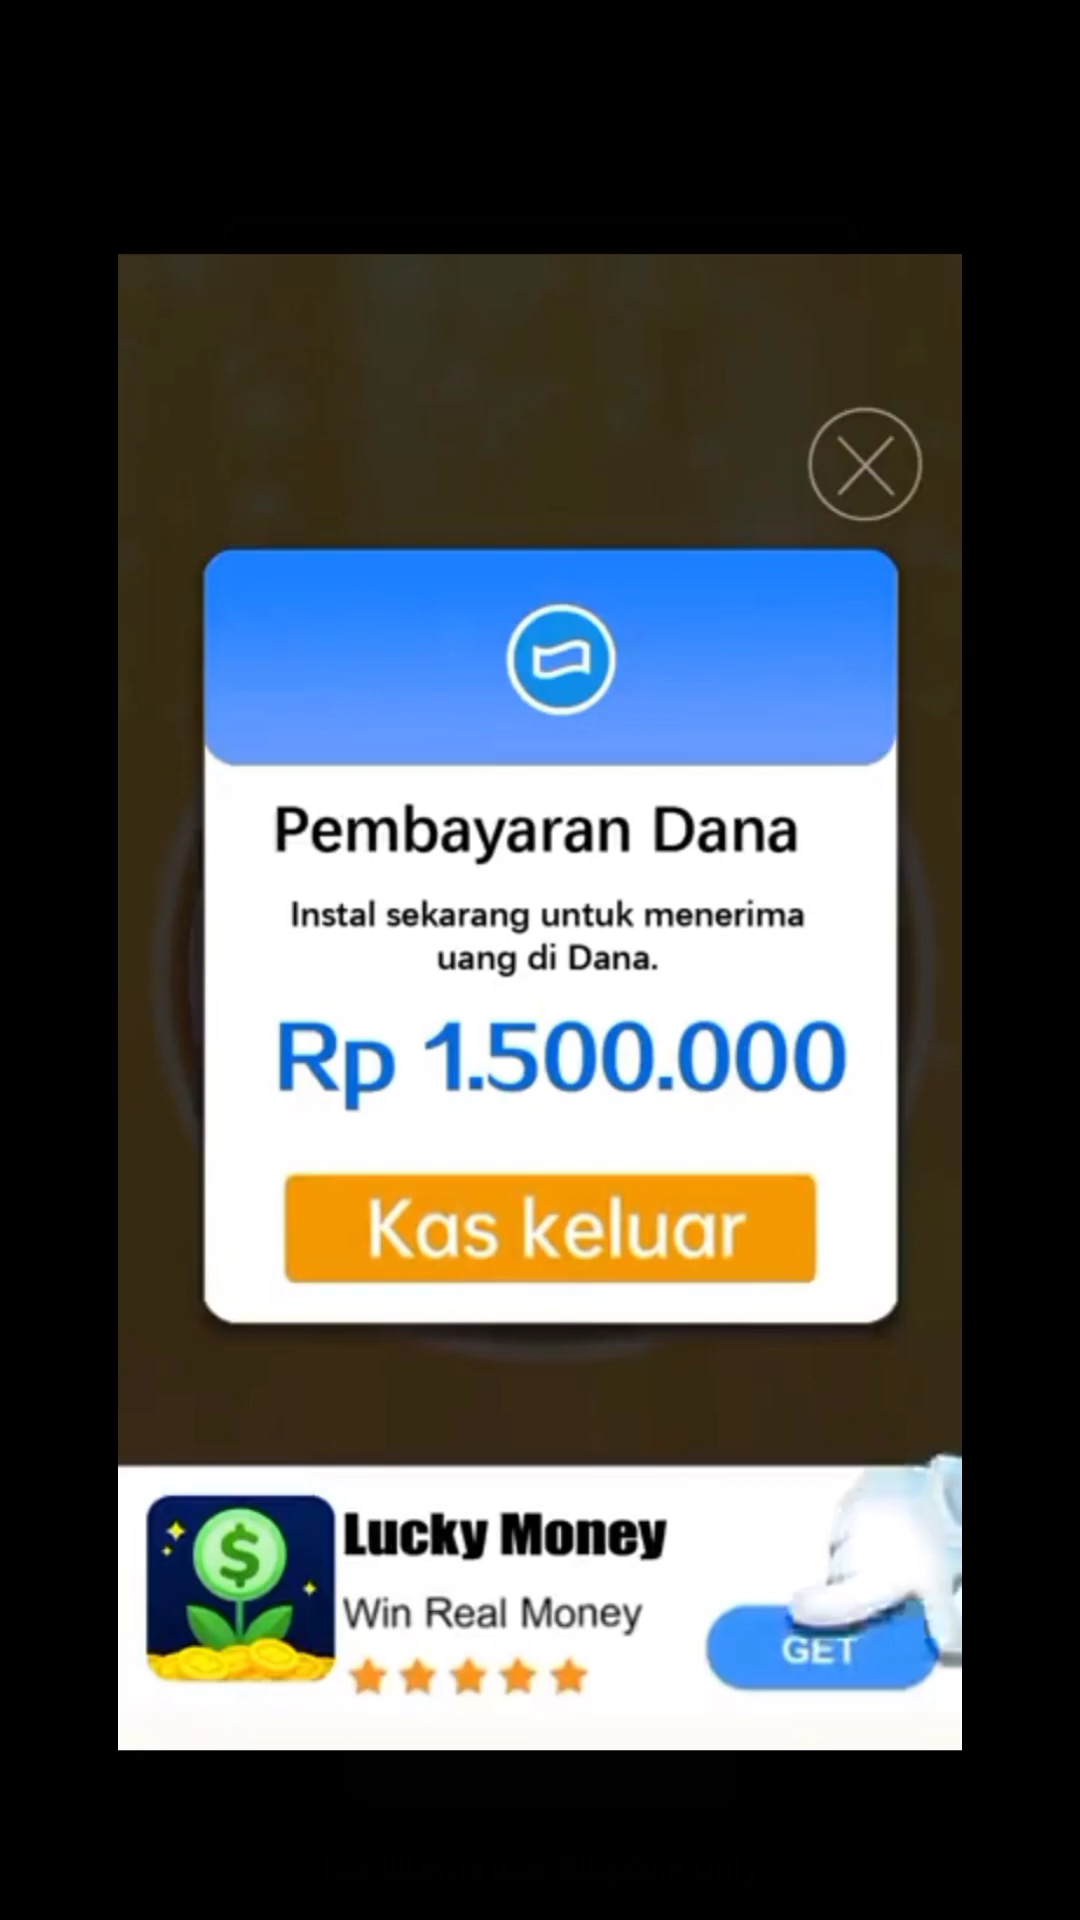 Pembayaran Dana
Instal sekarang untuk menerima
uang di Dana.
Rp 1.500.000
Kas keluar
Lucky Money
Win Real Money
GET